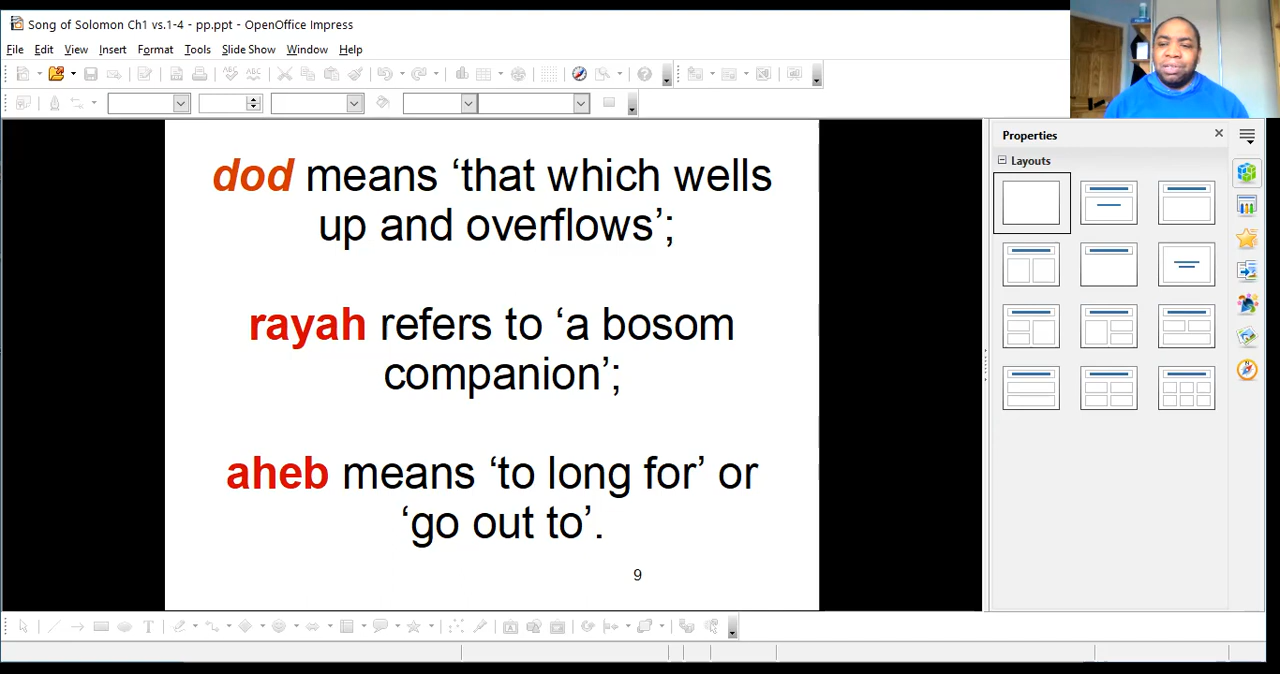 Song of Solomon Ch1 vs.1-4 - pp.ppt - OpenOffice Impress
File Edit View Insert Format Tools Slide Show Window Help
dod means ‘that which wells
up and overflows’;
rayah refers to ‘a bosom
companion’;
aheb means ‘to long for’ or
‘go out to’.
9
Properties
Layouts